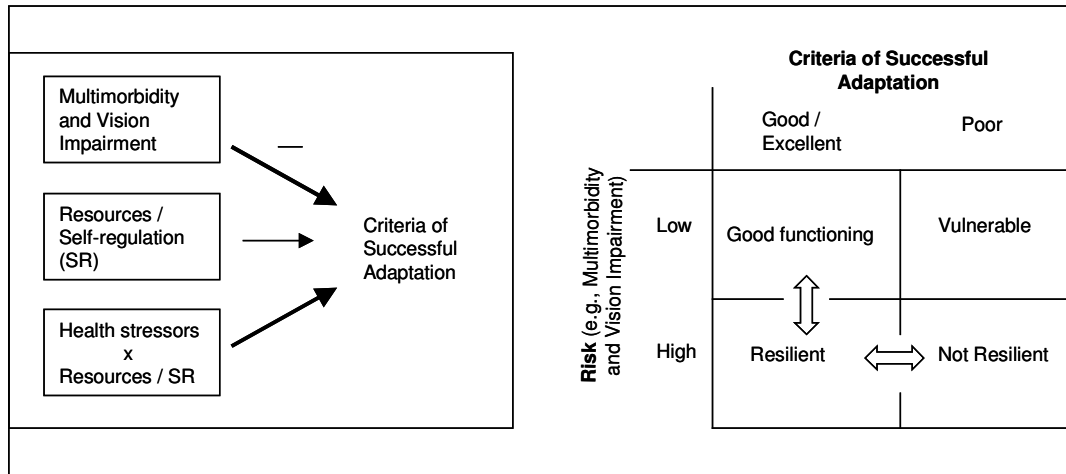 Multimorbidity
and Vision
Impairment
—
Resources /
Self-regulation
(SR)
Health stressors
x
Resources / SR
Criteria of
Successful
Adaptation
Criteria of Successful
Adaptation
Good /
Excellent
Poor
Risk (e.g., Multimorbidity
and Vision Impairment)
Low
Good functioning
Vulnerable
High
Resilient
Not Resilient